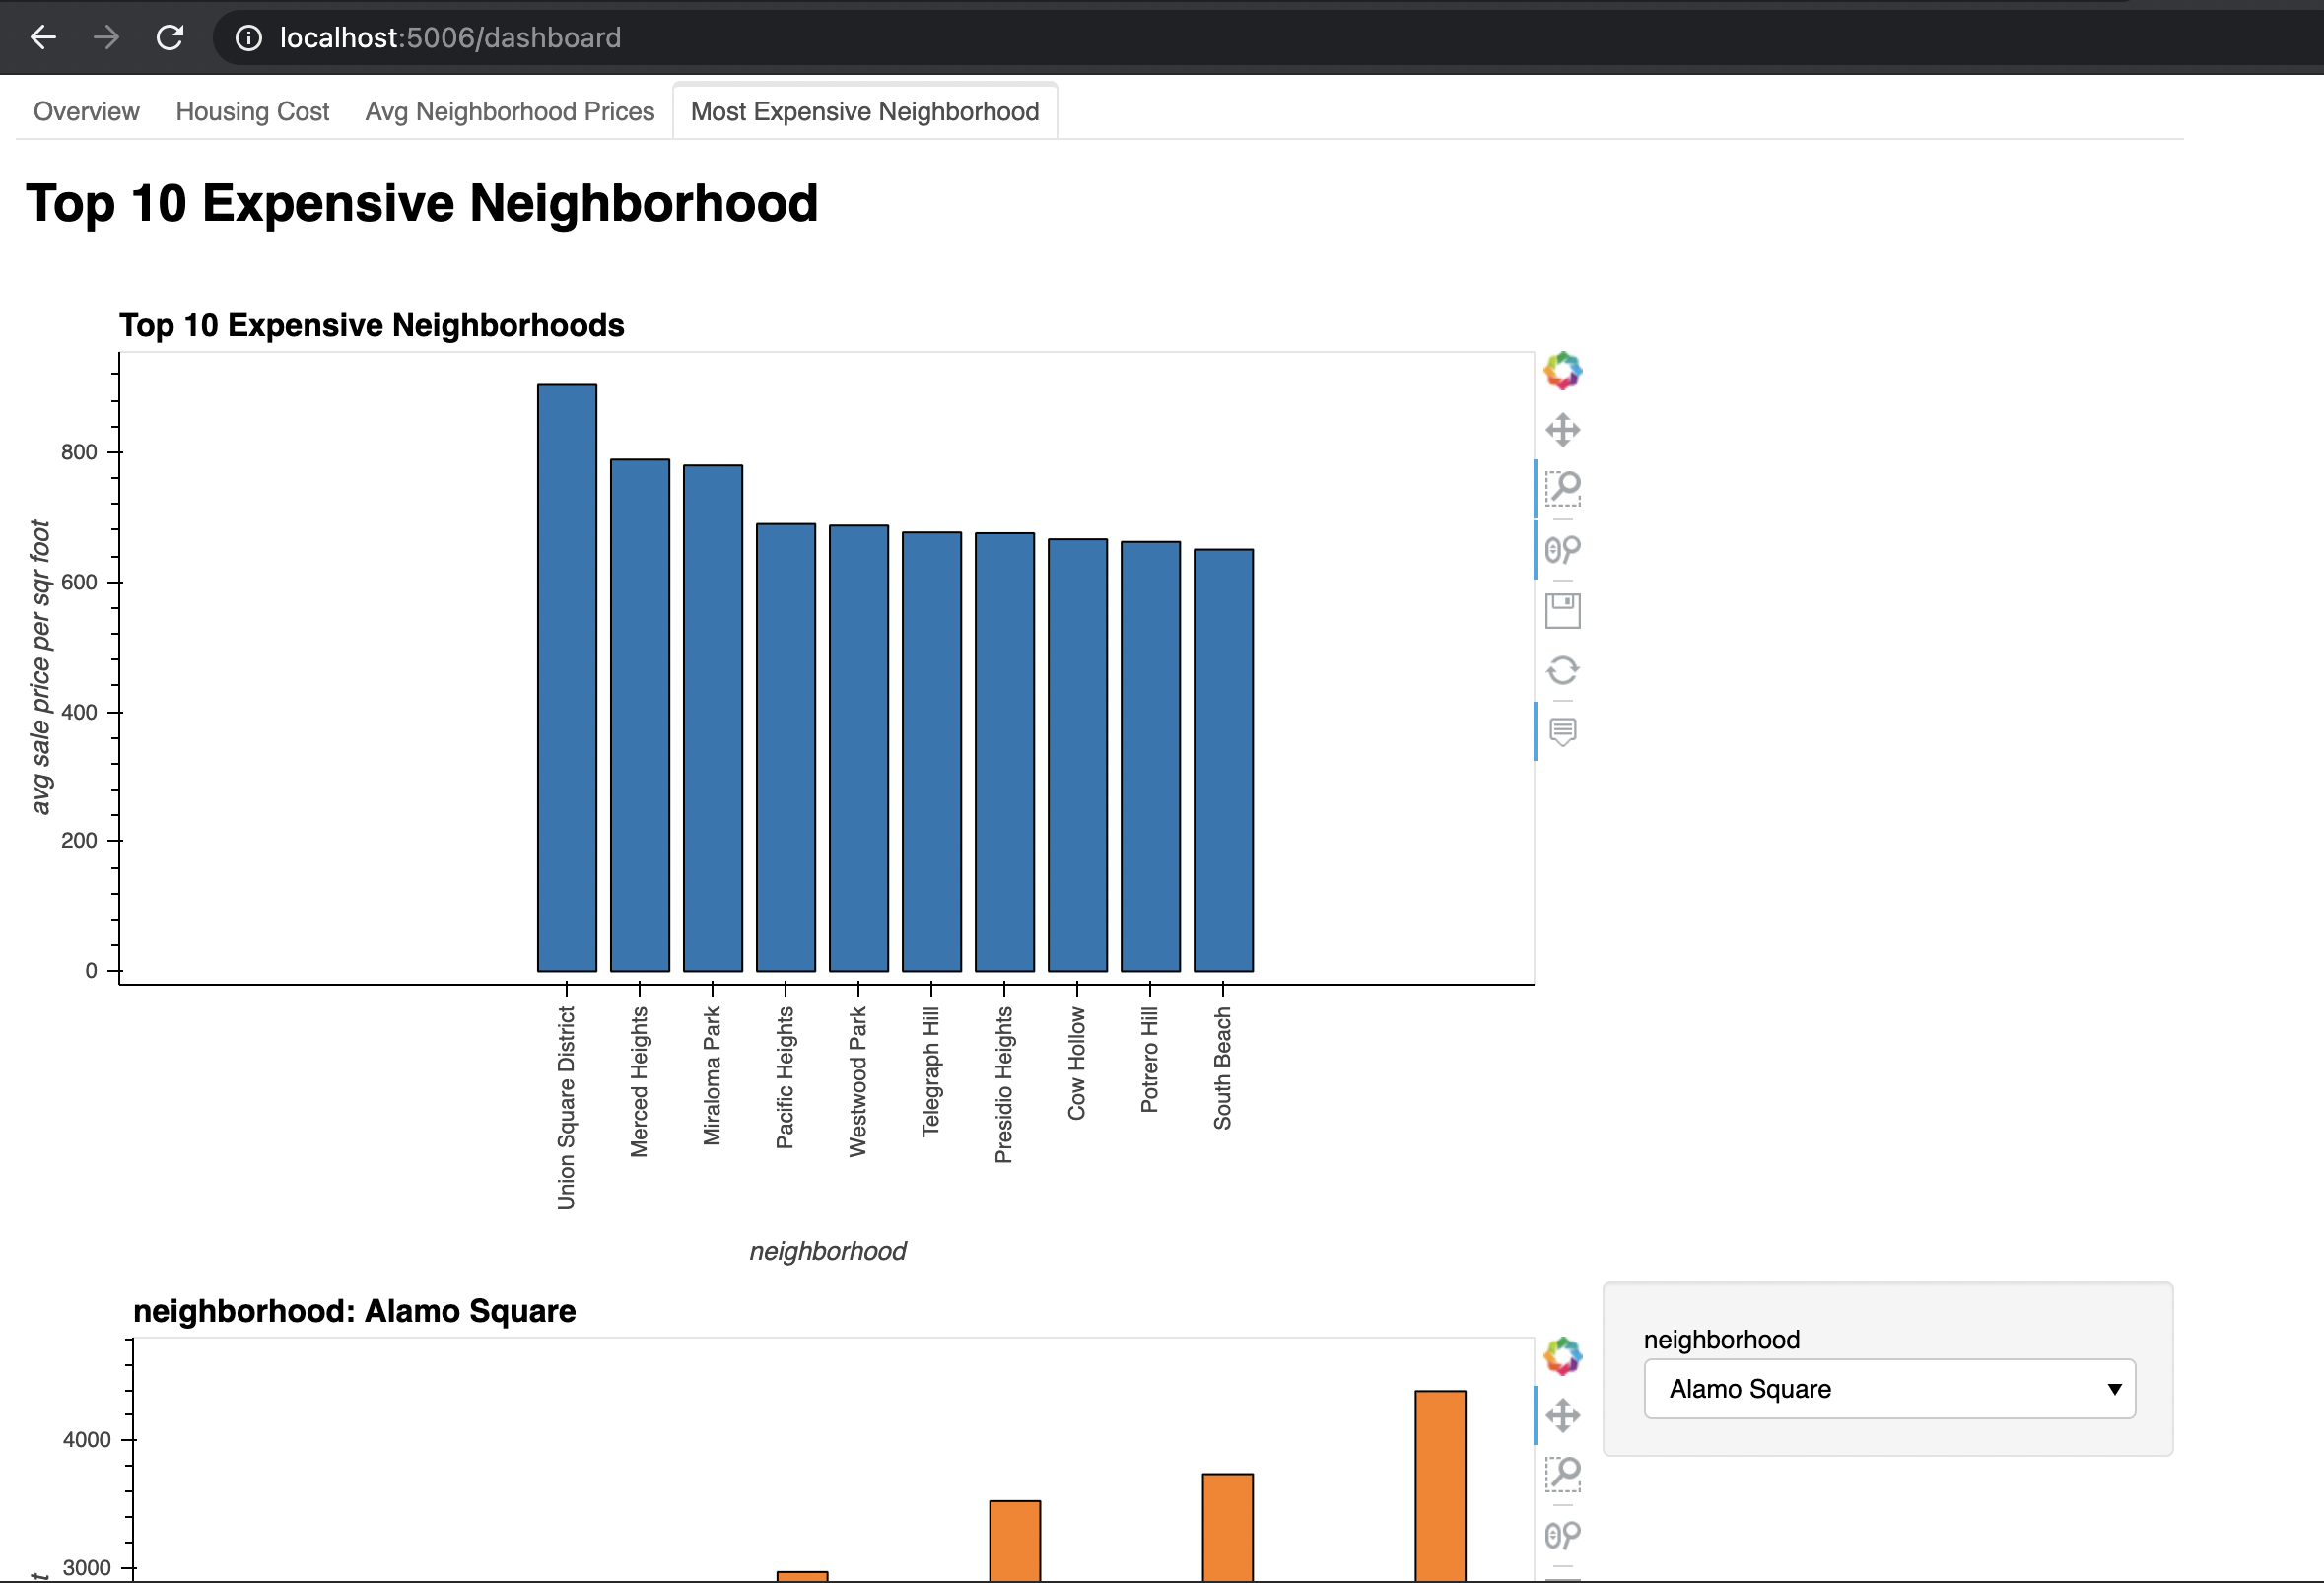 localhost:5006/dashboard
Overview Housing Cost Avg Neighborhood Prices Most Expensive Neighborhood
Top 10 Expensive Neighborhood
Top 10 Expensive Neighborhoods
avg sale price per sqr foot
800
600
400
200
0
Union Square District
Merced Heights
Miraloma Park
Pacific Heights
Westwood Park
Telegraph Hill
Presidio Heights
Cow Hollow
Potrero Hill
South Beach
neighborhood
neighborhood: Alamo Square
4000
3000
t
neighborhood
Alamo Square